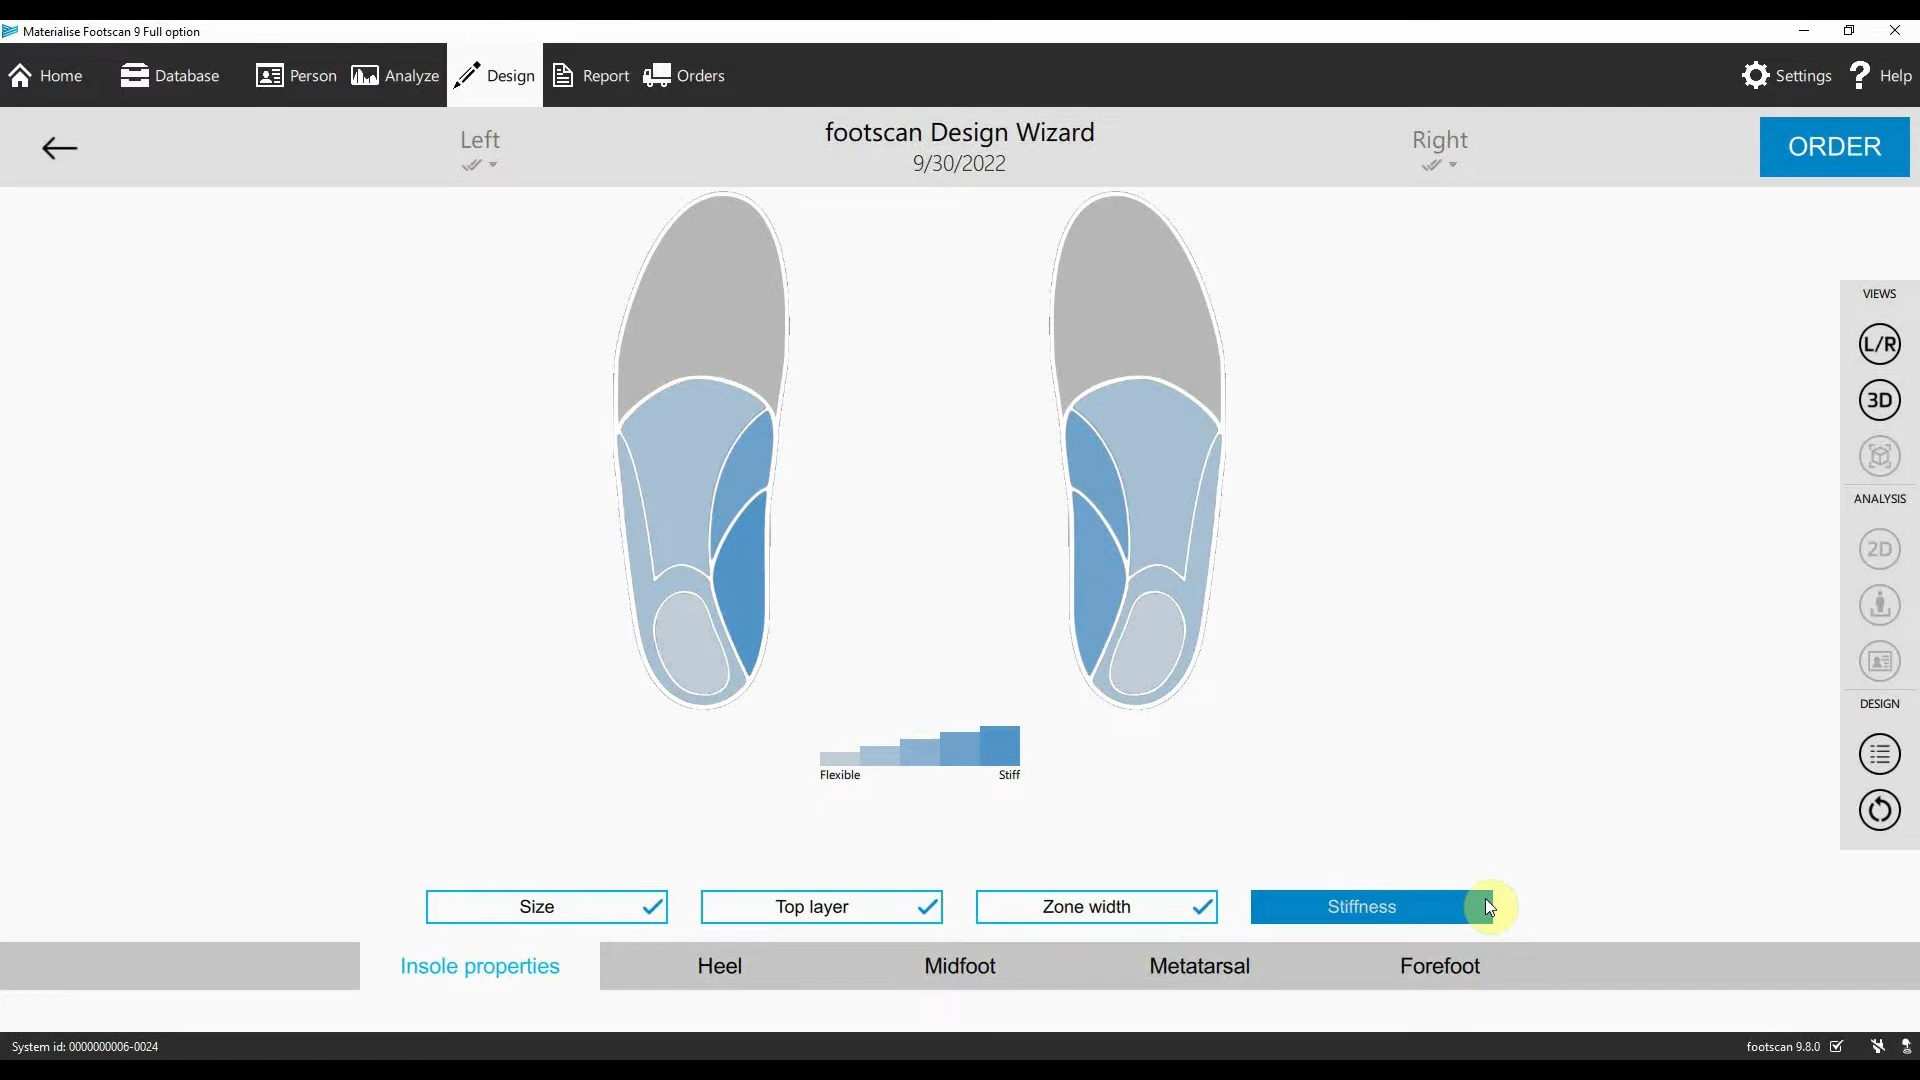 Materialise Footscan 9 Full option
Home
Database
Person
Analyze
Design
Report
Orders
Settings
Help
Left
footscan Design Wizard
9/30/2022
Right
ORDER
VIEWS
L/R
3D
ANALYSIS
2D
DESIGN
Flexible
Stiff
Size
Top layer
Zone width
Stiffness
Insole properties
Heel
Midfoot
Metatarsal
Forefoot
System id: 0000000006-0024
footscan 9.8.0